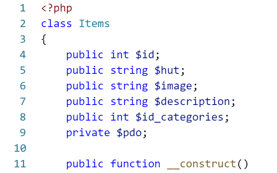 1 <?php
2 class Items
3 {
4 public int $id;
5 public string $hut;
6 public string $image;
7 public string $description;
8 public int $id_categories;
9 private $pdo;
10
11 public function __construct()